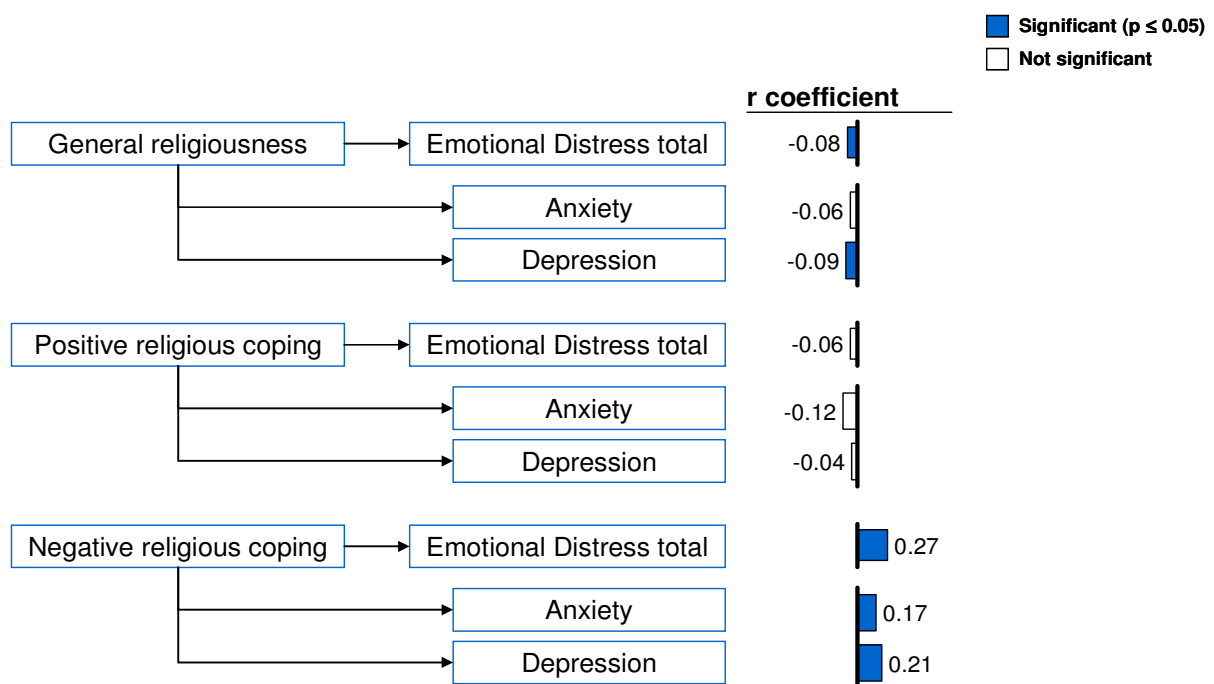 Significant (p ≤ 0.05)
Not significant
r coefficient
General religiousness
Emotional Distress total
-0.08
Anxiety
-0.06
Depression
-0.09
Positive religious coping
Emotional Distress total
-0.06
Anxiety
-0.12
Depression
-0.04
Negative religious coping
Emotional Distress total
0.27
Anxiety
0.17
Depression
0.21